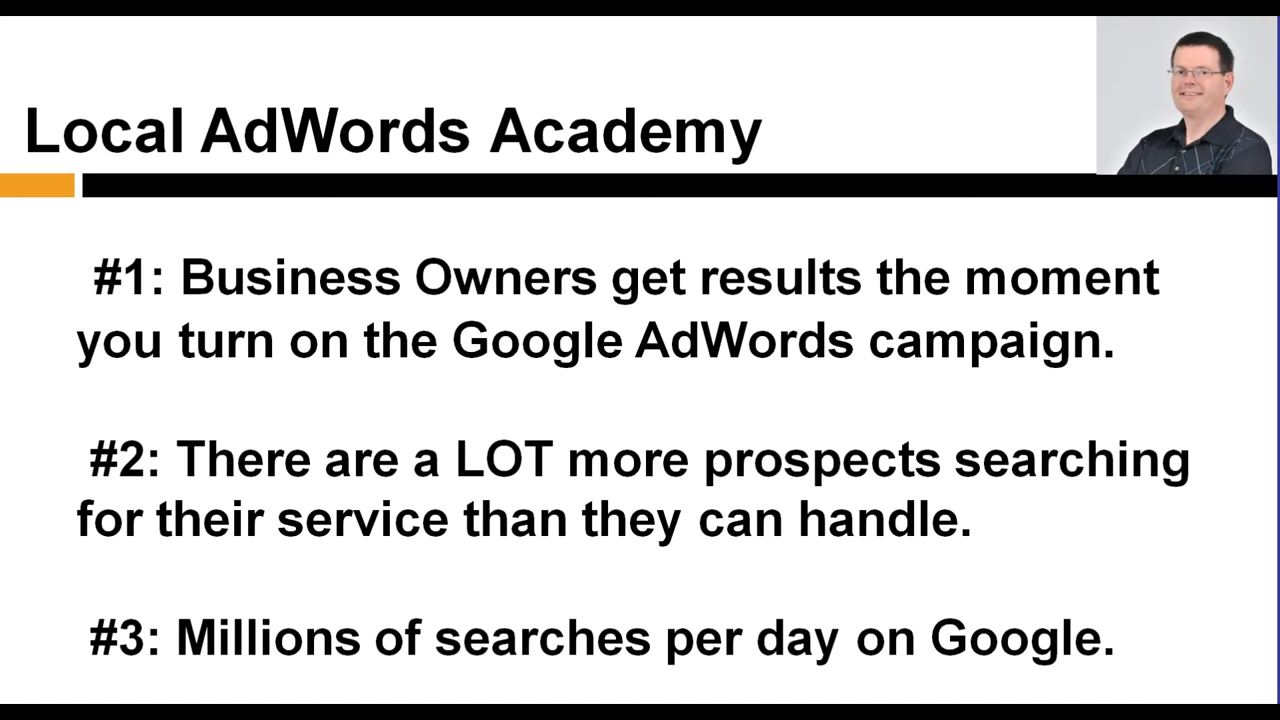 Local AdWords Academy
#1: Business Owners get results the moment
you turn on the Google AdWords campaign.
#2: There are a LOT more prospects searching
for their service than they can handle.
#3: Millions of searches per day on Google.